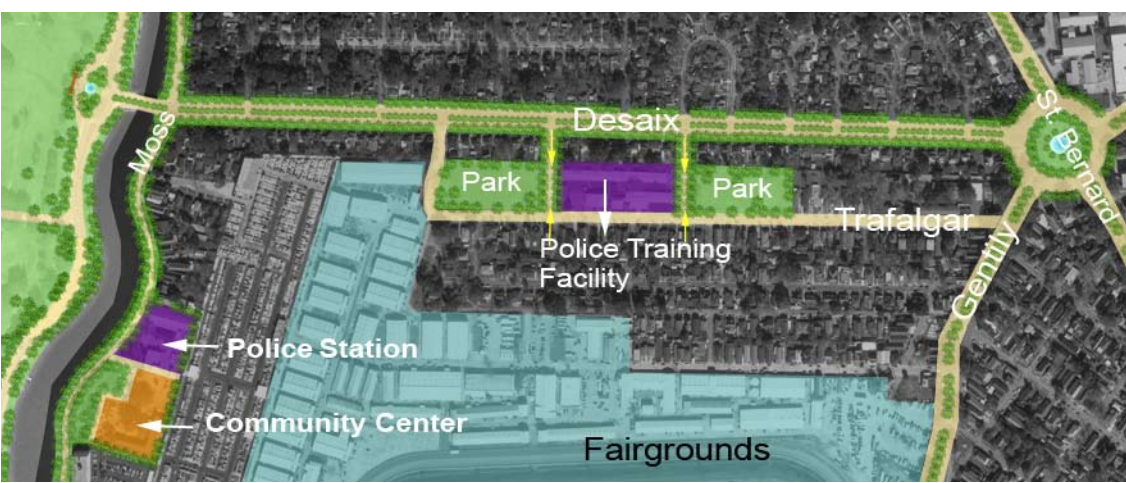 Desaix
Moss
St. Bernard
Park
Park
Trafalgar
Police Training
Facility
Gentilly
Police Station
Community Center
Fairgrounds